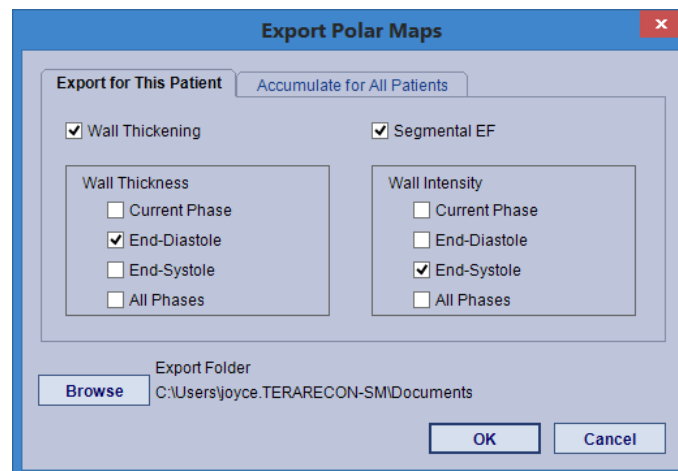 Export Polar Maps
x
Export for This Patient
Accumulate for All Patients
Wall Thickening
Segmental EF
Wall Thickness
Current Phase
End-Diastole
End-Systole
All Phases
Wall Intensity
Current Phase
End-Diastole
End-Systole
All Phases
Export Folder
Browse
C:\Users\joyce.TERARECON-SM\Documents
OK
Cancel